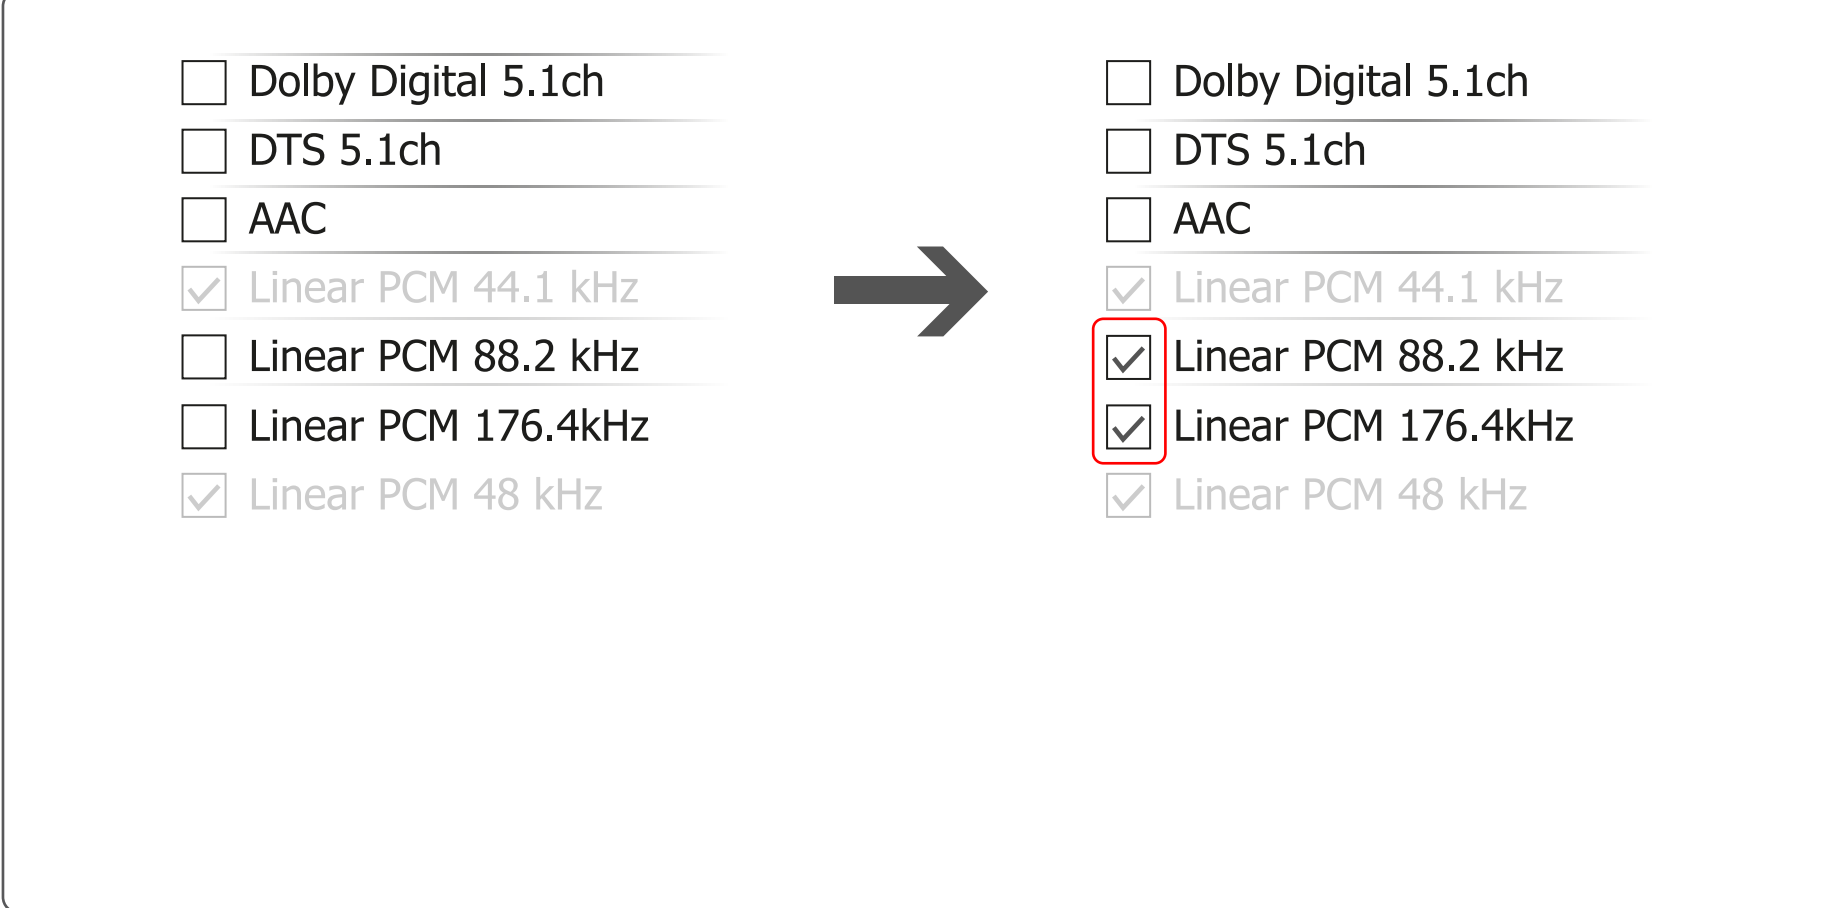 Dolby Digital 5.1ch
DTS 5.1ch
AAC
Linear PCM 44.1 kHz
Linear PCM 88.2 kHz
Linear PCM 176.4kHz
Linear PCM 48 kHz
Dolby Digital 5.1ch
DTS 5.1ch
AAC
Linear PCM 44.1 kHz
Linear PCM 88.2 kHz
Linear PCM 176.4kHz
Linear PCM 48 kHz